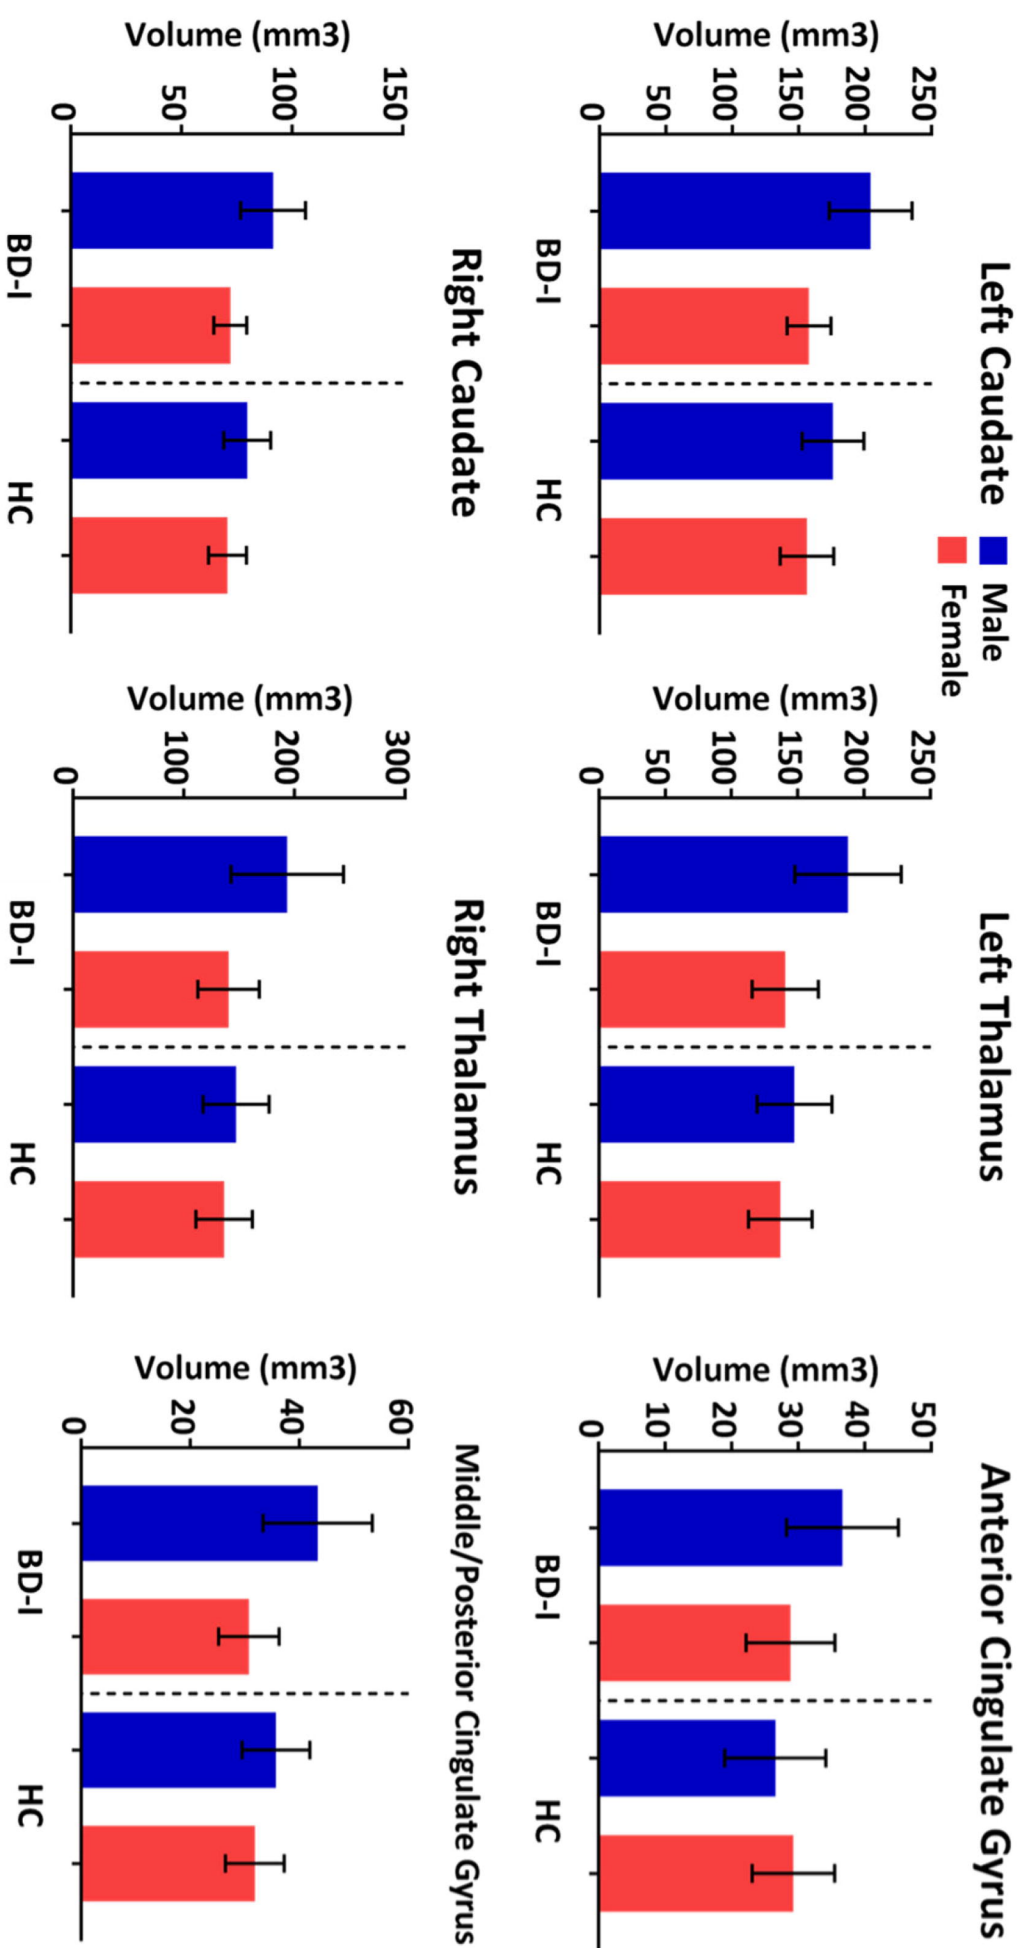 Left Caudate
Male
Female
Volume (mm3)
250
200
150
100
50
0
BD-I
HC
Left Thalamus
Volume (mm3)
250
200
150
100
50
0
BD-I
HC
Anterior Cingulate Gyrus
Volume (mm3)
50
40
30
20
10
0
BD-I
HC
Right Caudate
Volume (mm3)
150
100
50
0
BD-I
HC
Right Thalamus
Volume (mm3)
300
200
100
0
BD-I
HC
Middle/Posterior Cingulate Gyrus
Volume (mm3)
60
40
20
0
BD-I
HC